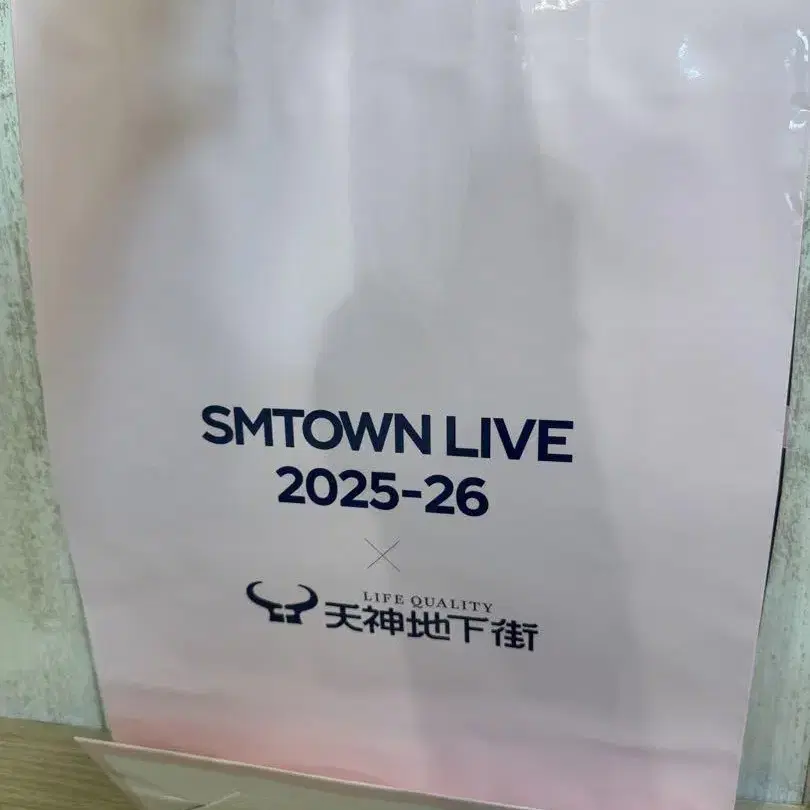 SMTOWN LIVE
2025-26
×
LIFE QUALITY
天神地下街